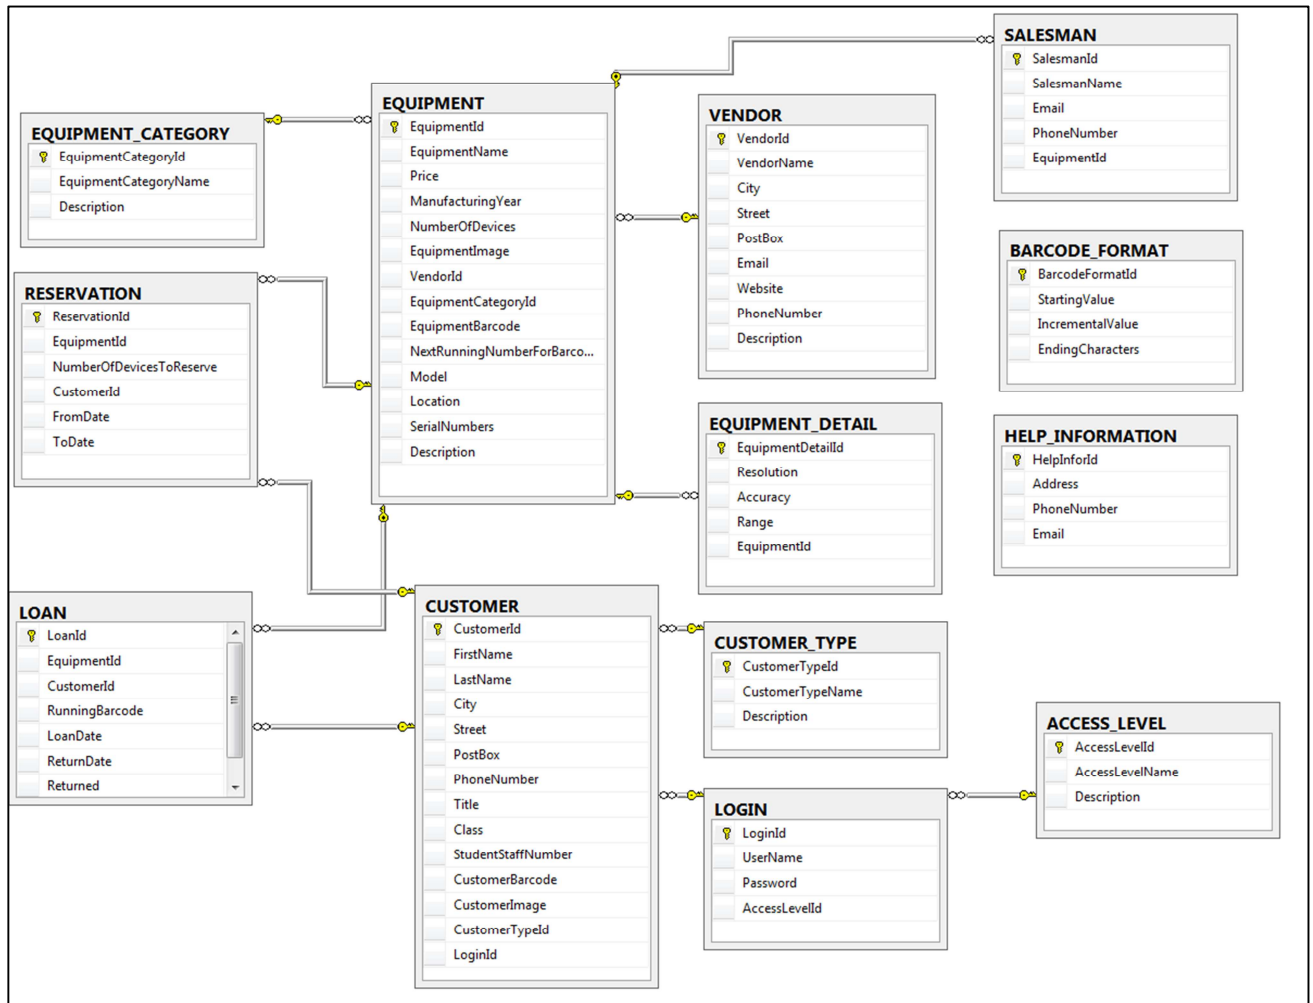 SALESMAN
SalesmanId
SalesmanName
Email
PhoneNumber
EquipmentId
EQUIPMENT
EquipmentId
EquipmentName
Price
ManufacturingYear
NumberOfDevices
EquipmentImage
VendorId
EquipmentCategoryId
EquipmentBarcode
NextRunningNumberForBarco...
Model
Location
SerialNumbers
Description
VENDOR
VendorId
VendorName
City
Street
PostBox
Email
Website
PhoneNumber
Description
EQUIPMENT_CATEGORY
EquipmentCategoryId
EquipmentCategoryName
Description
BARCODE_FORMAT
BarcodeFormatId
StartingValue
IncrementalValue
EndingCharacters
RESERVATION
ReservationId
EquipmentId
NumberOfDevicesToReserve
CustomerId
FromDate
ToDate
EQUIPMENT_DETAIL
EquipmentDetailId
Resolution
Accuracy
Range
EquipmentId
HELP_INFORMATION
HelpInforId
Address
PhoneNumber
Email
LOAN
LoanId
EquipmentId
CustomerId
RunningBarcode
LoanDate
ReturnDate
Returned
CUSTOMER
CustomerId
FirstName
LastName
City
Street
PostBox
PhoneNumber
Title
Class
StudentStaffNumber
CustomerBarcode
CustomerImage
CustomerTypeId
LoginId
CUSTOMER_TYPE
CustomerTypeId
CustomerTypeName
Description
ACCESS_LEVEL
AccessLevelId
AccessLevelName
Description
LOGIN
LoginId
UserName
Password
AccessLevelId